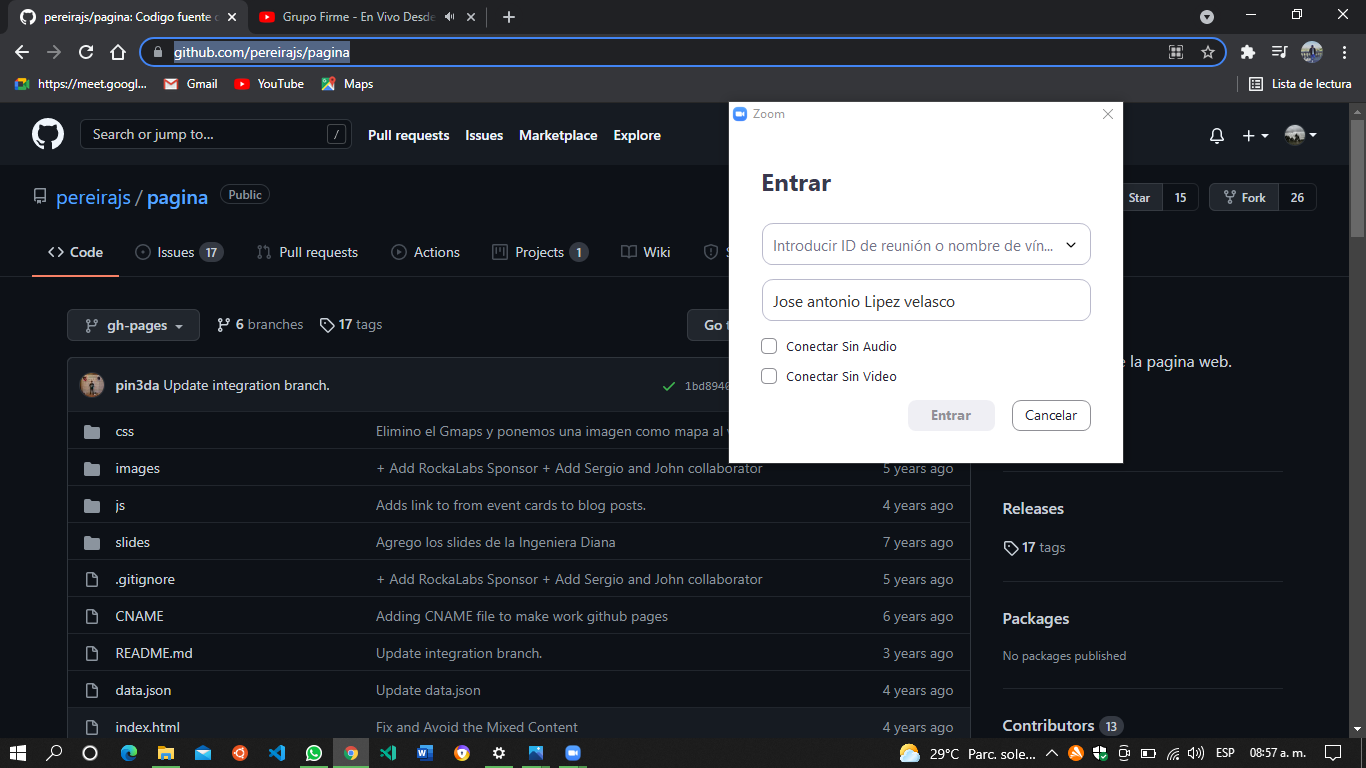 pereirajs/pagina: Codigo fuente
Grupo Firme - En Vivo Desde
github.com/pereirajs/pagina
https://meet.googl...
Gmail
YouTube
Maps
Lista de lectura
Search or jump to...
/
Pull requests
Issues
Marketplace
Explore
pereirajs / pagina
Public
Star
15
Fork
26
Code
Issues 17
Pull requests
Actions
Projects 1
Wiki
gh-pages
6 branches
17 tags
Go
pin3da Update integration branch.
1bd8940
css
Elimino el Gmaps y ponemos una imagen como mapa al
images
+ Add RockaLabs Sponsor + Add Sergio and John collaborator
5 years ago
js
Adds link to from event cards to blog posts.
4 years ago
slides
Agrego los slides de la Ingeniera Diana
7 years ago
.gitignore
+ Add RockaLabs Sponsor + Add Sergio and John collaborator
5 years ago
CNAME
Adding CNAME file to make work github pages
6 years ago
README.md
Update integration branch.
3 years ago
data.json
Update data.json
4 years ago
index.html
Fix and Avoid the Mixed Content
4 years ago
la pagina web.
Releases
17 tags
Packages
No packages published
Contributors 13
Zoom
Entrar
Introducir ID de reunión o nombre de vín...
Jose antonio Lipez velasco
Conectar Sin Audio
Conectar Sin Video
Entrar
Cancelar
29°C Parc. sole...
ESP
08:57 a. m.